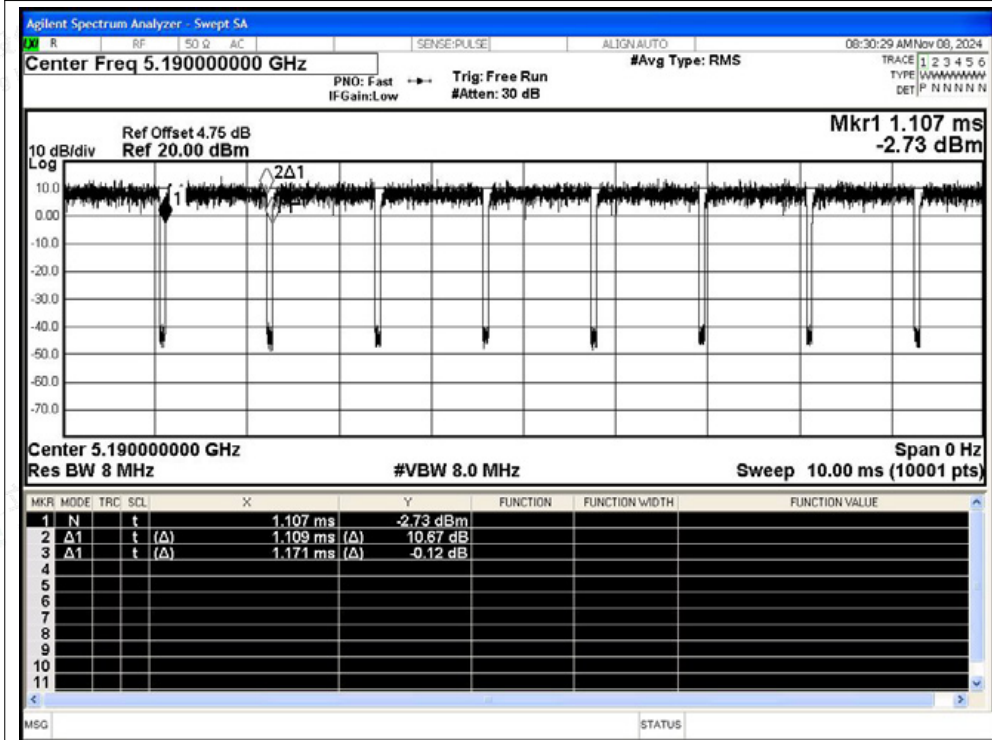 Agilent Spectrum Analyzer - Swept SA
LXI R RF 50 Ω AC SENSE:PULSE ALIGN AUTO 08:30:29 AM Nov 08, 2024
Center Freq 5.190000000 GHz #Avg Type: RMS TRACE 1 2 3 4 5 6
PNO: Fast Trig: Free Run TYPE WWWWWW
IFGain:Low #Atten: 30 dB DET P N N N N N
Mkr1 1.107 ms
Ref Offset 4.75 dB
10 dB/div Ref 20.00 dBm -2.73 dBm
Log
2Δ1
10.0
1
0.00
-10.0
-20.0
-30.0
-40.0
-50.0
-60.0
-70.0
Center 5.190000000 GHz Span 0 Hz
Res BW 8 MHz #VBW 8.0 MHz Sweep 10.00 ms (10001 pts)
MKR MODE TRC SCL X Y FUNCTION FUNCTION WIDTH FUNCTION VALUE
1 N t 1.107 ms -2.73 dBm
2 Δ1 t (Δ) 1.109 ms (Δ) 10.67 dB
3 Δ1 t (Δ) 1.171 ms (Δ) -0.12 dB
4
5
6
7
8
9
10
11
MSG STATUS